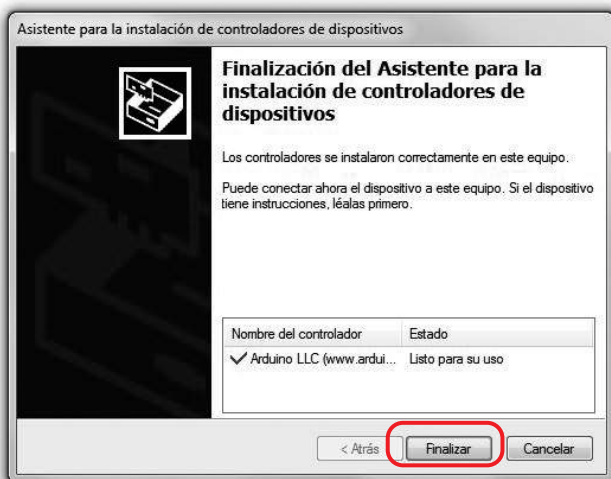 Asistente para la instalación de controladores de dispositivos
Finalización del Asistente para la
instalación de controladores de
dispositivos
Los controladores se instalaron correctamente en este equipo.
Puede conectar ahora el dispositivo a este equipo. Si el dispositivo
tiene instrucciones, léalas primero.
Nombre del controlador Estado
Arduino LLC (www.ardui... Listo para su uso
< Atrás Finalizar Cancelar